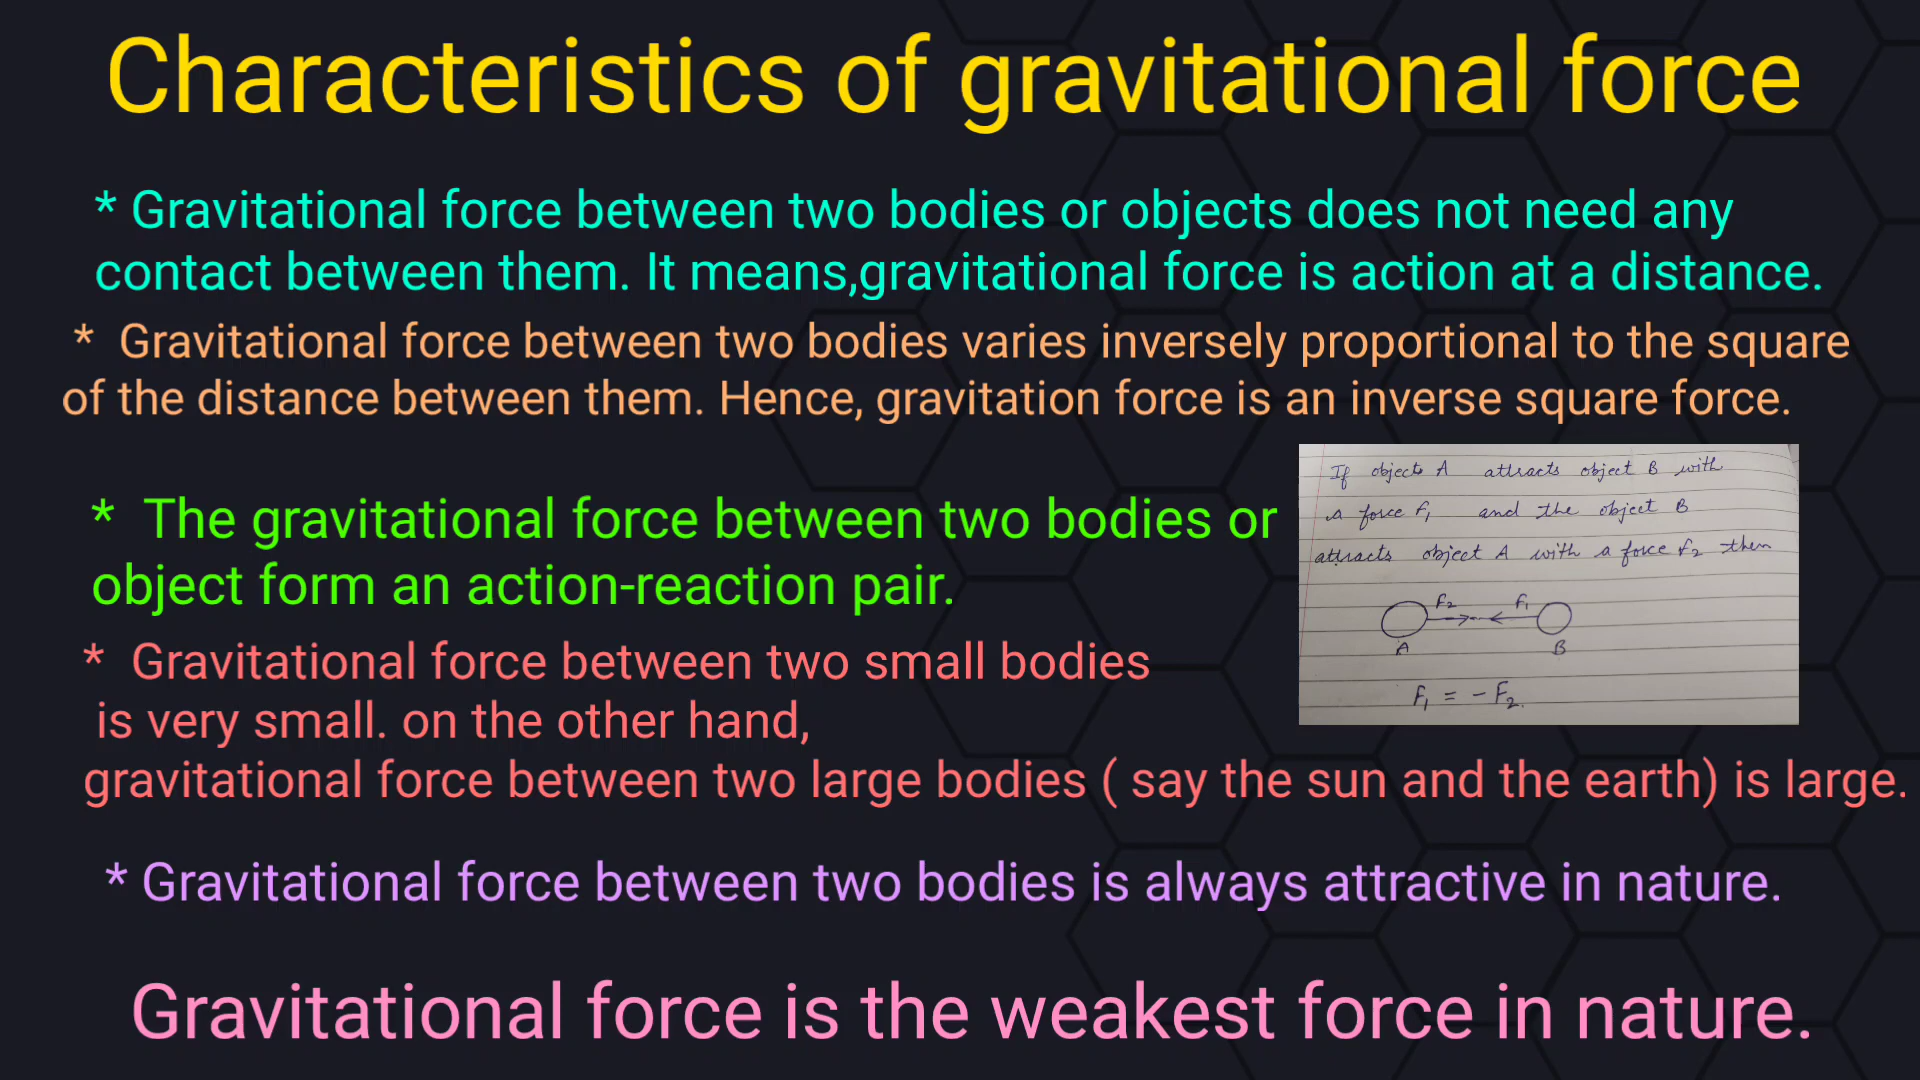 Characteristics of gravitational force
* Gravitational force between two bodies or objects does not need any
contact between them. It means,gravitational force is action at a distance.
* Gravitational force between two bodies varies inversely proportional to the square
of the distance between them. Hence, gravitation force is an inverse square force.
* The gravitational force between two bodies or
object form an action-reaction pair.
If objects A attracts object B with
a force F₁ and the object B
attracts object A with a force F₂ then
F₂ F₁
A B
F₁ = - F₂.
* Gravitational force between two small bodies
is very small. on the other hand,
gravitational force between two large bodies ( say the sun and the earth) is large.
* Gravitational force between two bodies is always attractive in nature.
Gravitational force is the weakest force in nature.